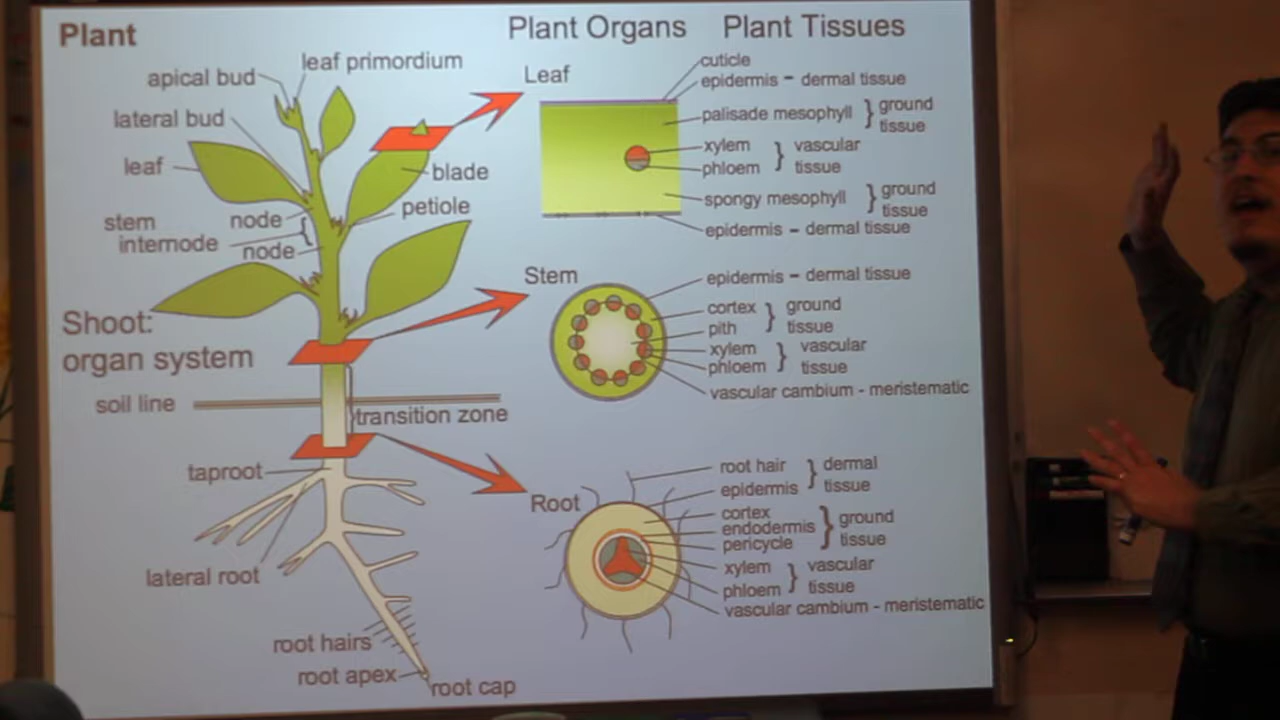 Plant
Plant Organs
Plant Tissues
leaf primordium
apical bud
lateral bud
leaf
blade
petiole
node
stem
internode
node
Shoot:
organ system
soil line
transition zone
taproot
lateral root
root hairs
root apex
root cap
Leaf
cuticle
epidermis – dermal tissue
palisade mesophyll } ground
tissue
xylem } vascular
phloem tissue
spongy mesophyll } ground
tissue
epidermis – dermal tissue
Stem
epidermis – dermal tissue
cortex } ground
pith tissue
xylem } vascular
phloem tissue
vascular cambium - meristematic
Root
root hair } dermal
epidermis tissue
cortex
endodermis } ground
pericycle tissue
xylem } vascular
phloem tissue
vascular cambium - meristematic